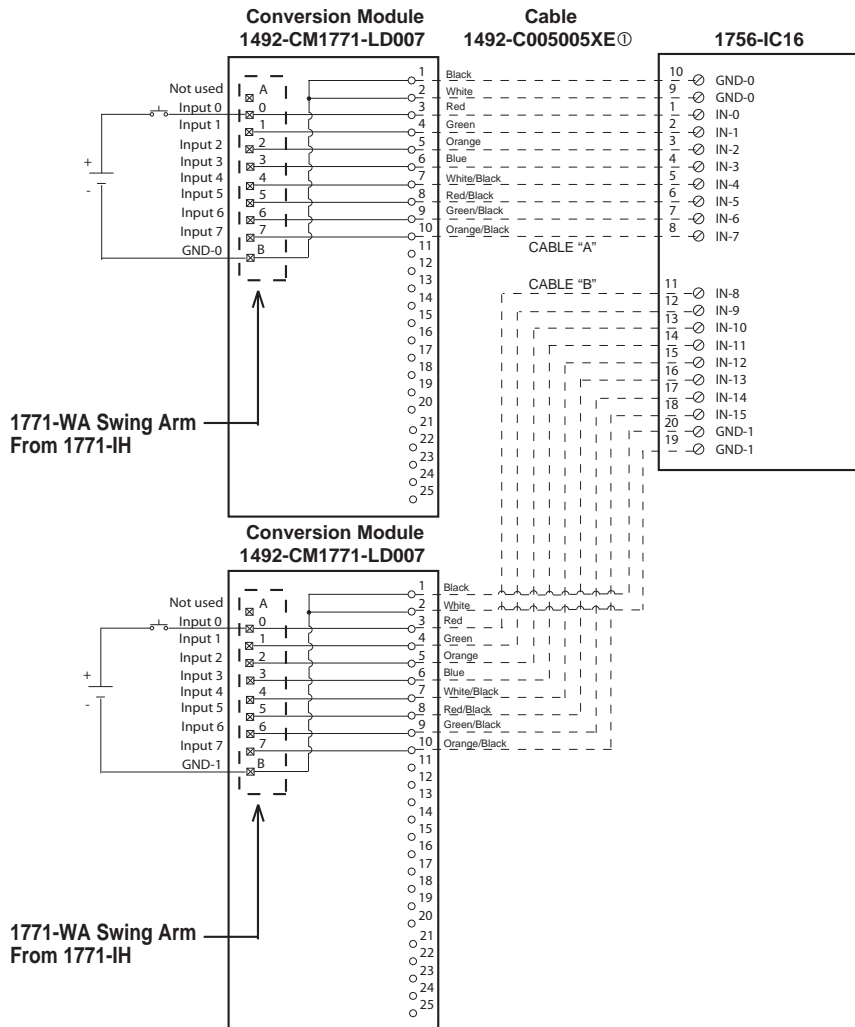 Conversion Module
1492-CM1771-LD007
Cable
1492-C005005XE①
1756-IC16
Not used
Input 0
Input 1
Input 2
Input 3
Input 4
Input 5
Input 6
Input 7
GND-0
+
-
A
0
1
2
3
4
5
6
7
B
1 Black
2 White
3 Red
4 Green
5 Orange
6 Blue
7 White/Black
8 Red/Black
9 Green/Black
10 Orange/Black
11
12
13
14
15
16
17
18
19
20
21
22
23
24
25
CABLE "A"
CABLE "B"
10 GND-0
9 GND-0
1 IN-0
2 IN-1
3 IN-2
4 IN-3
5 IN-4
6 IN-5
7 IN-6
8 IN-7
11 IN-8
12 IN-9
13 IN-10
14 IN-11
15 IN-12
16 IN-13
17 IN-14
18 IN-15
20 GND-1
19 GND-1
1771-WA Swing Arm
From 1771-IH
Conversion Module
1492-CM1771-LD007
Not used
Input 0
Input 1
Input 2
Input 3
Input 4
Input 5
Input 6
Input 7
GND-1
+
-
A
0
1
2
3
4
5
6
7
B
1 Black
2 White
3 Red
4 Green
5 Orange
6 Blue
7 White/Black
8 Red/Black
9 Green/Black
10 Orange/Black
11
12
13
14
15
16
17
18
19
20
21
22
23
24
25
1771-WA Swing Arm
From 1771-IH